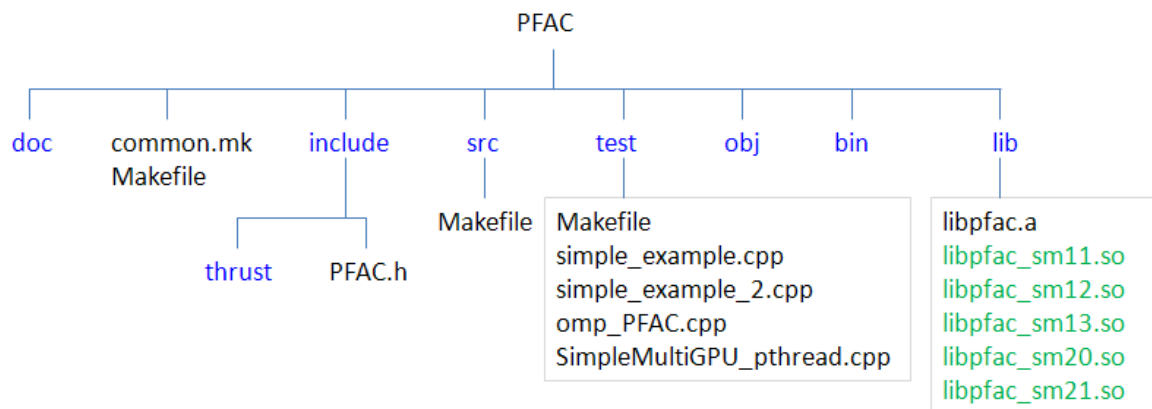 PFAC
doc
common.mk
Makefile
include
src
test
obj
bin
lib
thrust
PFAC.h
Makefile
Makefile
simple_example.cpp
simple_example_2.cpp
omp_PFAC.cpp
SimpleMultiGPU_pthread.cpp
libpfac.a
libpfac_sm11.so
libpfac_sm12.so
libpfac_sm13.so
libpfac_sm20.so
libpfac_sm21.so